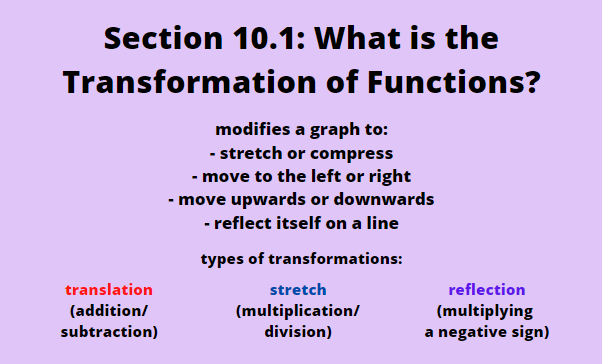 Section 10.1: What is the
Transformation of Functions?
modifies a graph to:
- stretch or compress
- move to the left or right
- move upwards or downwards
- reflect itself on a line
types of transformations:
translation
(addition/
subtraction)
stretch
(multiplication/
division)
reflection
(multiplying
a negative sign)